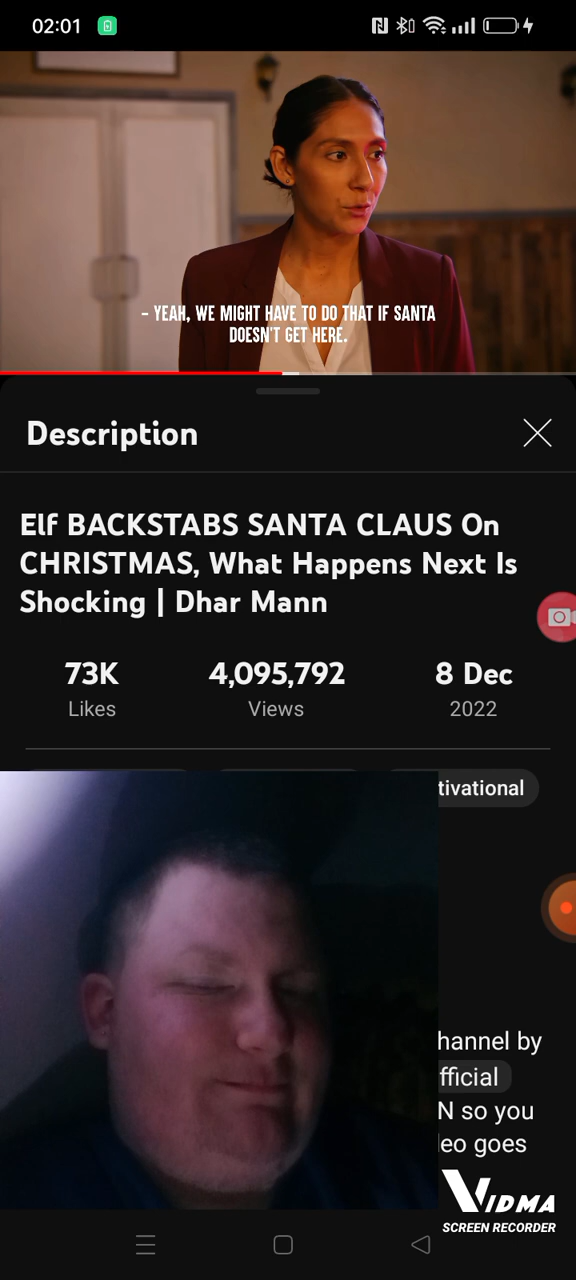 02:01
- YEAH, WE MIGHT HAVE TO DO THAT IF SANTA
DOESN'T GET HERE.
Description
Elf BACKSTABS SANTA CLAUS On
CHRISTMAS, What Happens Next Is
Shocking | Dhar Mann
73K 4,095,792 8 Dec
Likes Views 2022
tivational
hannel by
fficial
N so you
eo goes
VIDMA
SCREEN RECORDER